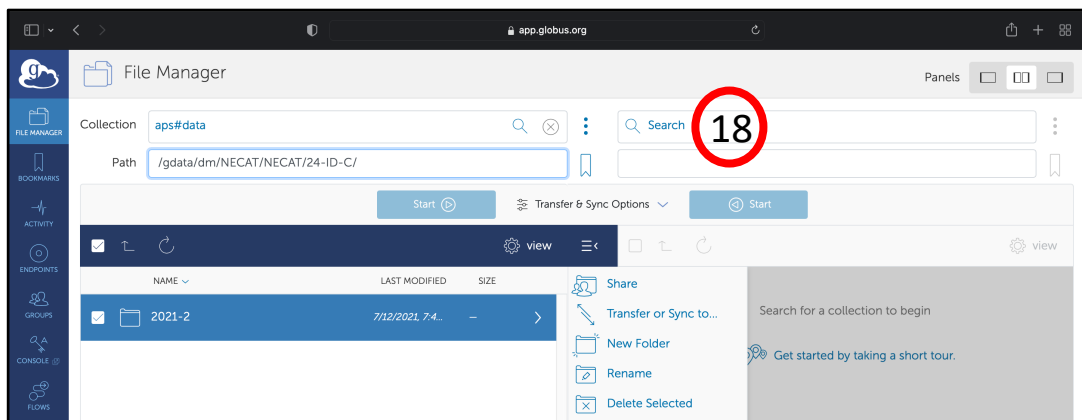 app.globus.org
g
File Manager
Panels
FILE MANAGER
BOOKMARKS
ACTIVITY
ENDPOINTS
GROUPS
CONSOLE
FLOWS
Collection
aps#data
Search
18
Path
/gdata/dm/NECAT/NECAT/24-ID-C/
Start
Transfer & Sync Options
Start
view
view
NAME
LAST MODIFIED
SIZE
2021-2
7/12/2021, 7:4...
–
Share
Transfer or Sync to...
New Folder
Rename
Delete Selected
Search for a collection to begin
Get started by taking a short tour.